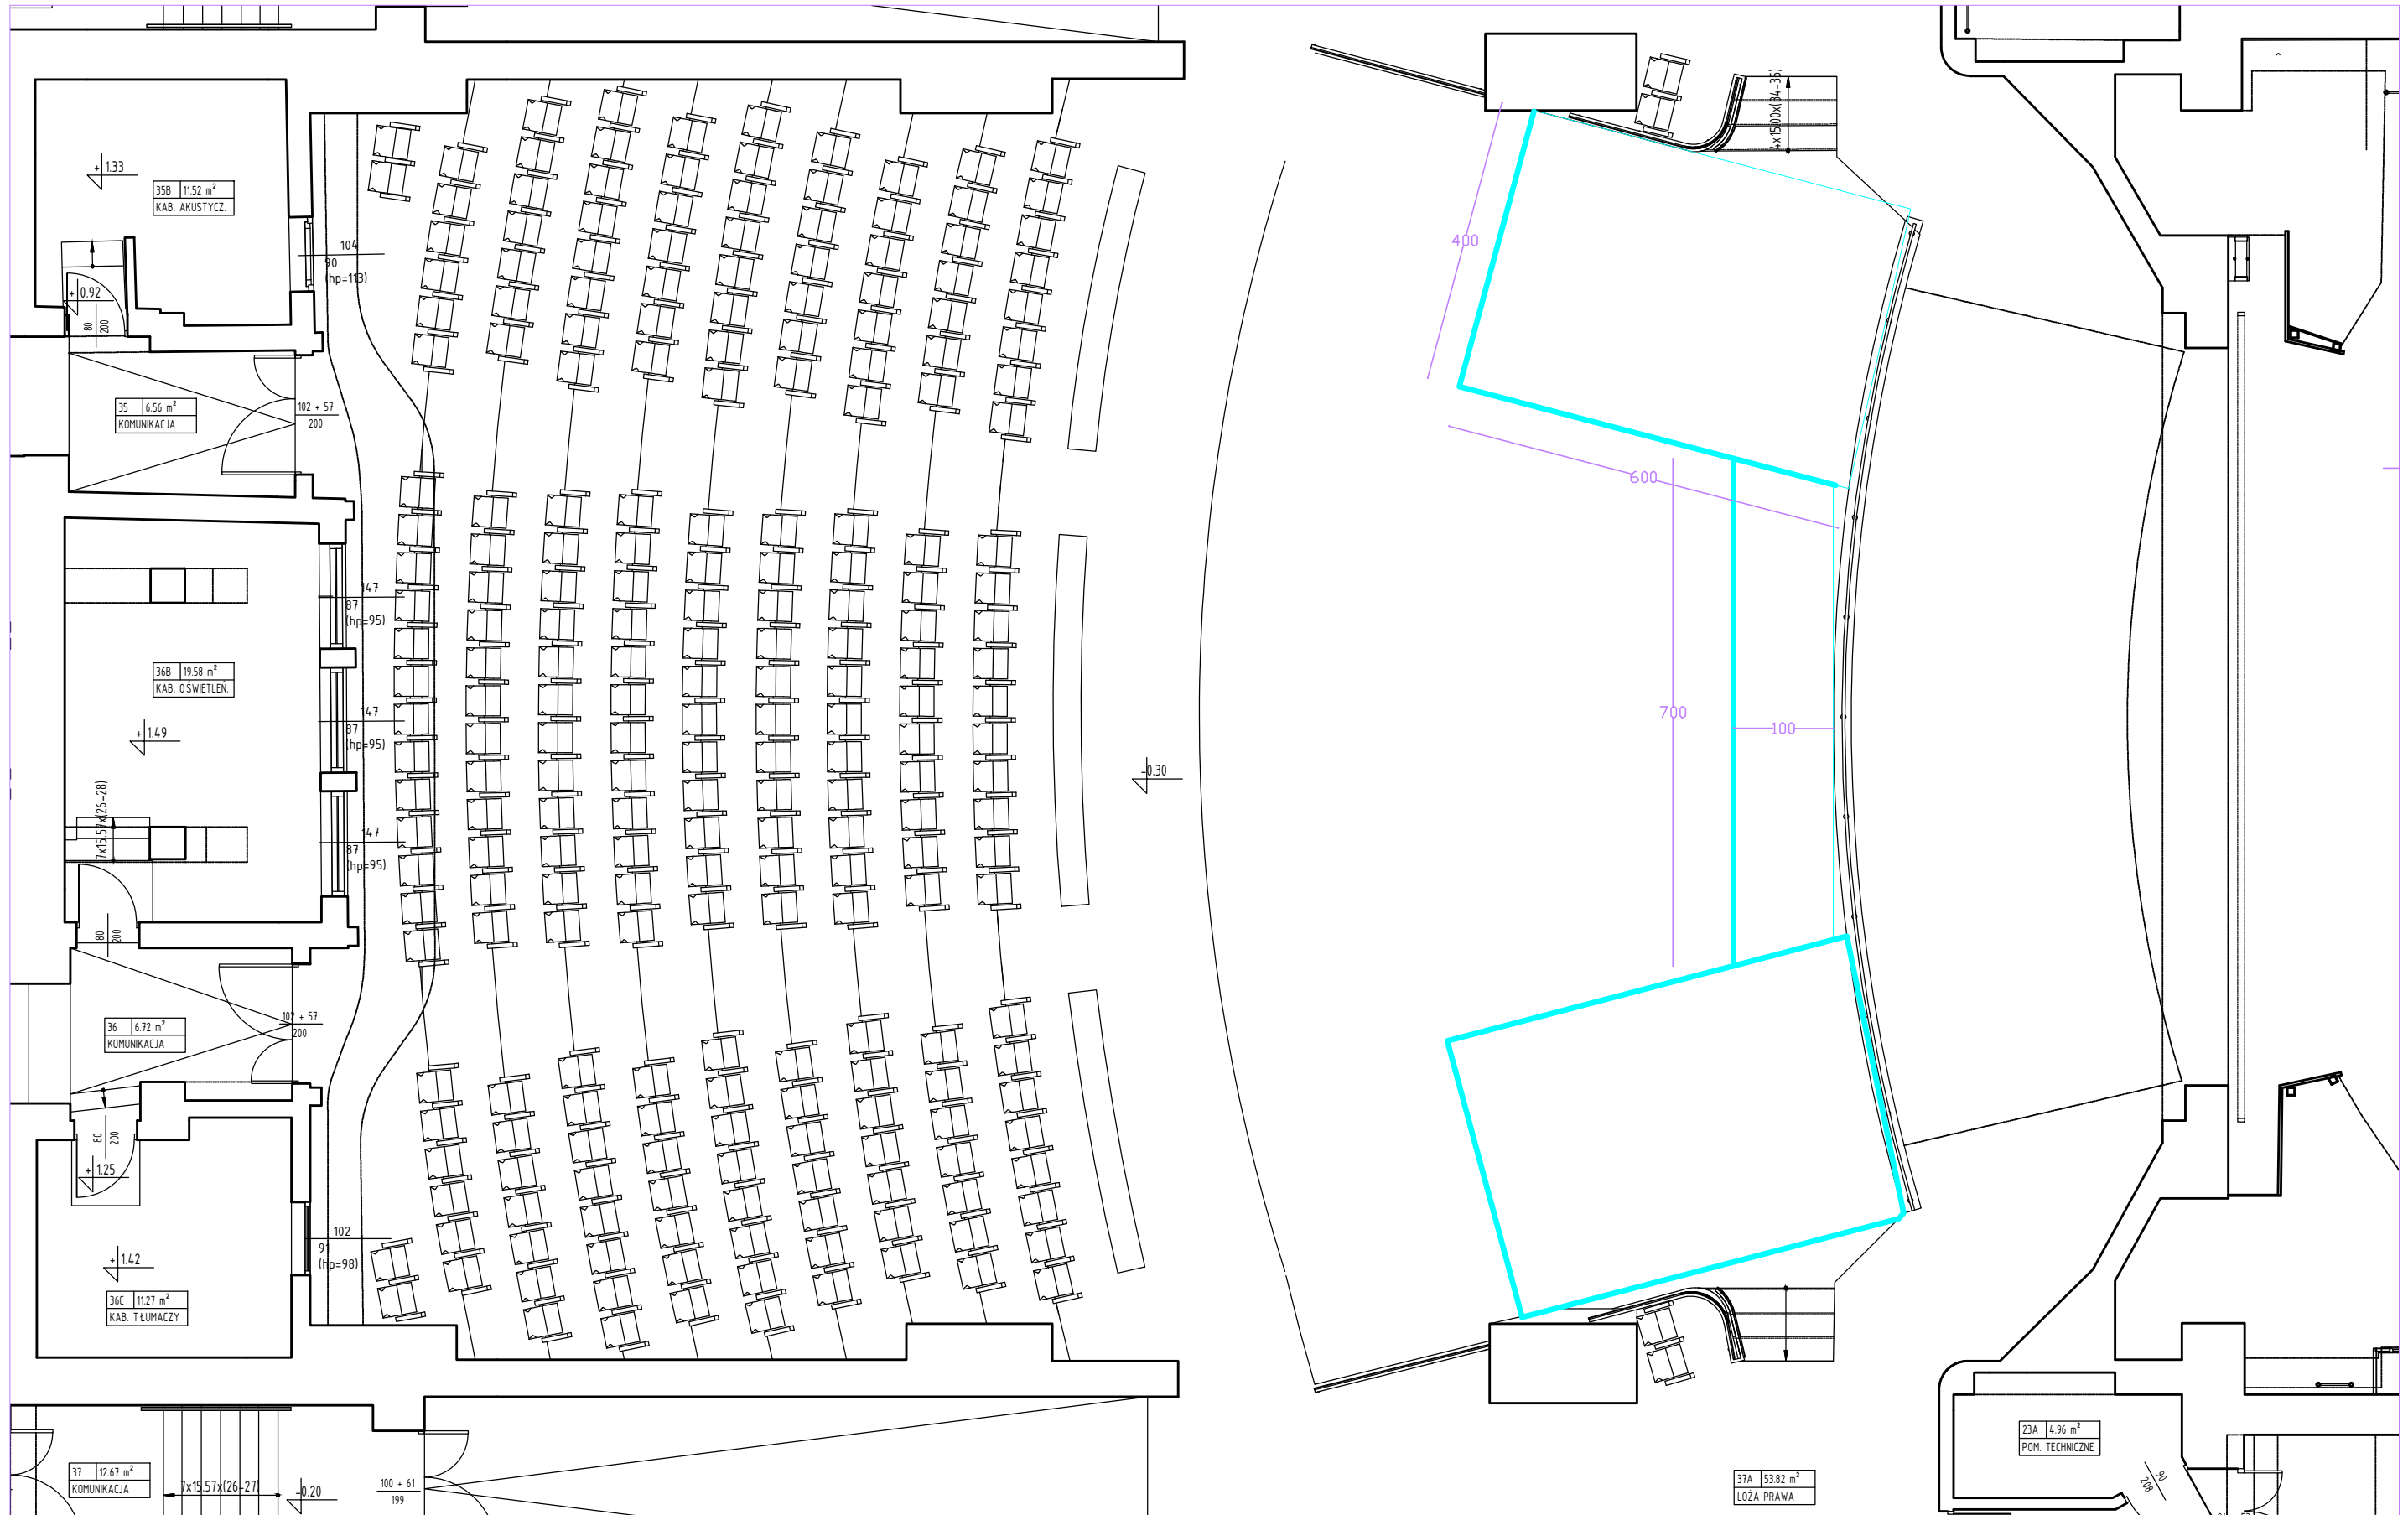 +1.33
35B 11.52 m²
KAB. AKUSTYCZ.
104
90
(hp=113)
+0.92
80
200
35 6.56 m²
KOMUNIKACJA
102 + 57
200
147
87
(hp=95)
36B 19.58 m²
KAB. OŚWIETLEŃ.
+1.49
147
87
(hp=95)
7x15.57x(26-28)
147
87
(hp=95)
80
200
36 6.72 m²
KOMUNIKACJA
102 + 57
200
80
200
+1.25
102
91
(hp=98)
+1.42
36C 11.27 m²
KAB. TŁUMACZY
37 12.67 m²
KOMUNIKACJA
7x15.57x(26-27)
-0.20
100 + 61
199
-0.30
4x15.00x(34-35)
400
600
700
100
37A 53.82 m²
LOŻA PRAWA
23A 4.96 m²
POM. TECHNICZNE
90
208